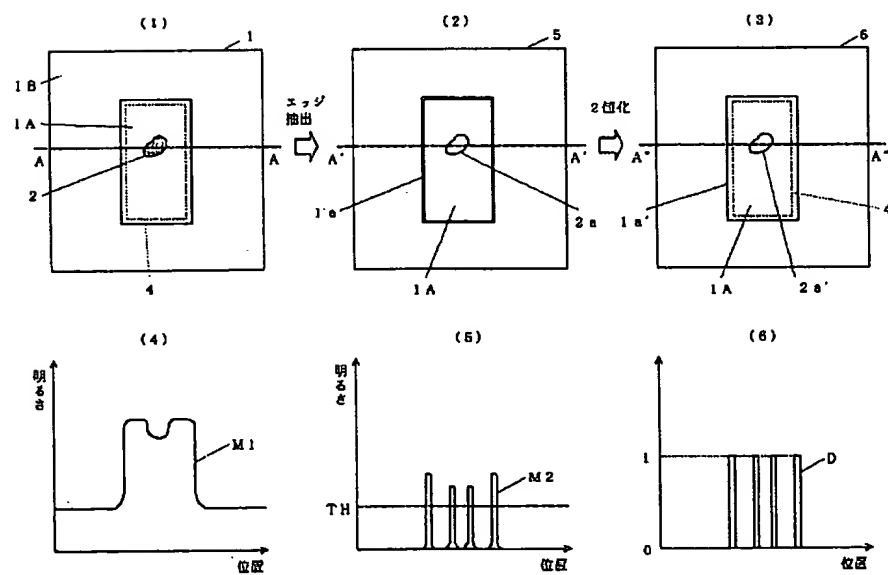 (1)
(2)
(3)
1
5
6
1B
エッジ
抽出
2値化
1A
A
A
A'
A'
A"
A"
2
1a
2a
1a'
4
4
1A
1A
2a'
(4)
(5)
(6)
明るさ
明るさ
M1
M2
1
D
TH
0
位置
位置
位置